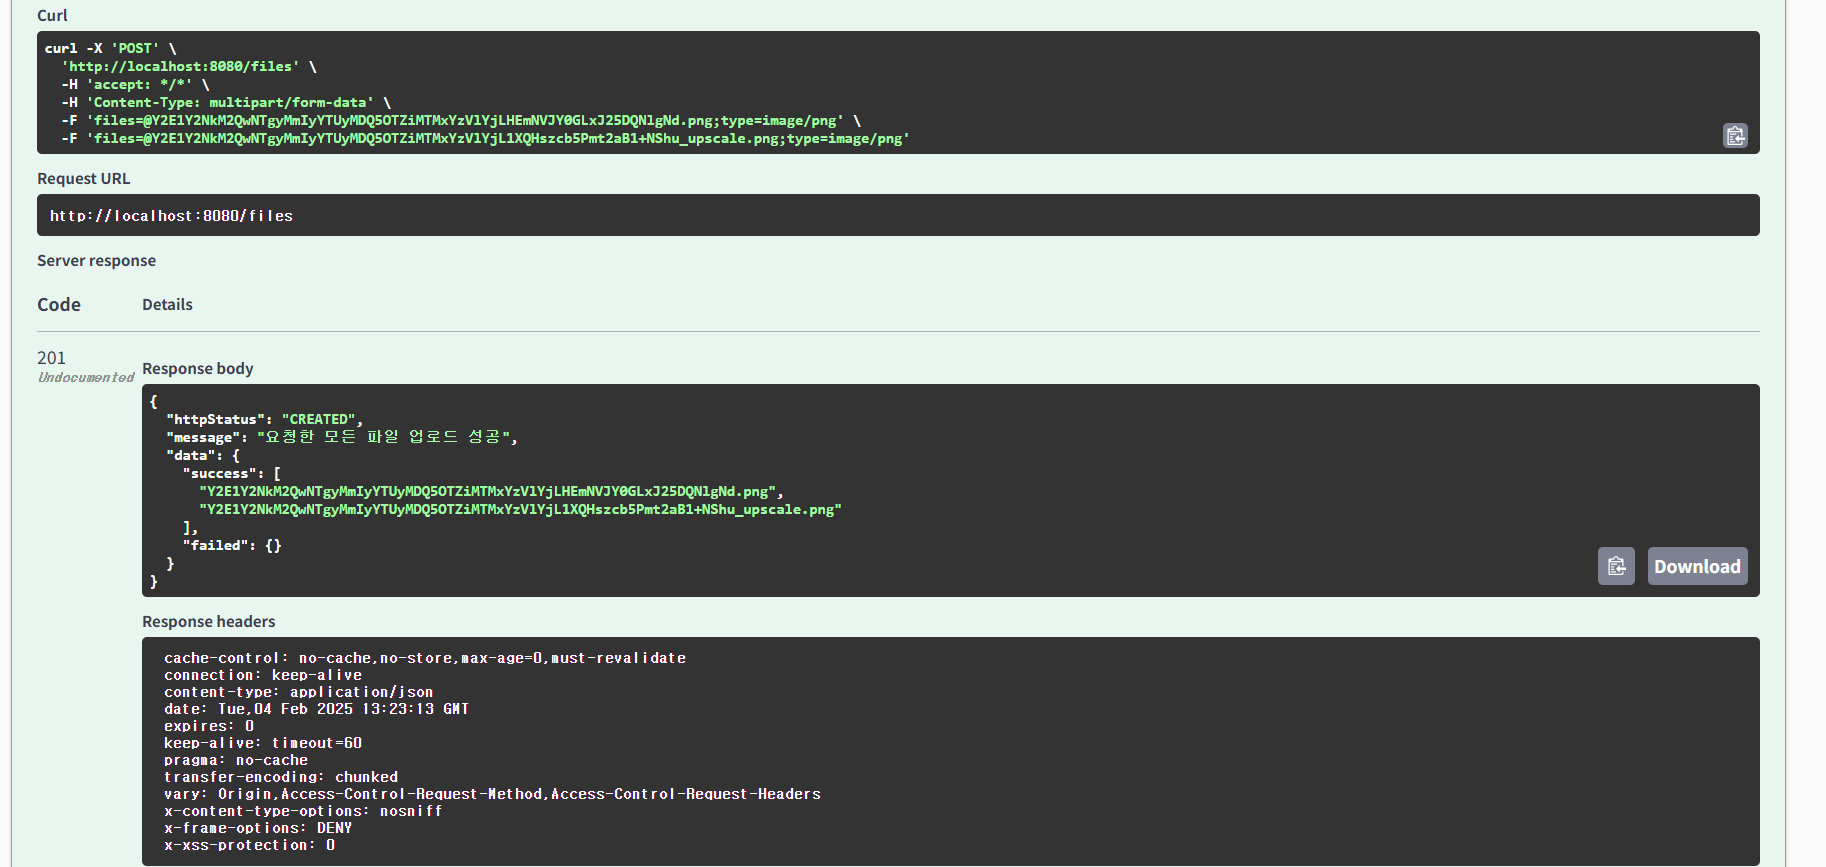 Curl
curl -X 'POST' \
'http://localhost:8080/files' \
-H 'accept: */*' \
-H 'Content-Type: multipart/form-data' \
-F 'files=@Y2E1Y2NkM2QwNTgyMmIyYTUyMDQ5OTZiMTMxYzVlYjLHEmNVJY0GLxJ25DQNlgNd.png;type=image/png' \
-F 'files=@Y2E1Y2NkM2QwNTgyMmIyYTUyMDQ5OTZiMTMxYzVlYjL1XQHszcb5Pmt2aB1+NShu_upscale.png;type=image/png'
Request URL
http://localhost:8080/files
Server response
Code Details
201
Undocumented
Response body
{
"httpStatus": "CREATED",
"message": "요청한 모든 파일 업로드 성공",
"data": {
"success": [
"Y2E1Y2NkM2QwNTgyMmIyYTUyMDQ5OTZiMTMxYzVlYjLHEmNVJY0GLxJ25DQNlgNd.png",
"Y2E1Y2NkM2QwNTgyMmIyYTUyMDQ5OTZiMTMxYzVlYjL1XQHszcb5Pmt2aB1+NShu_upscale.png"
],
"failed": {}
}
}
Download
Response headers
cache-control: no-cache,no-store,max-age=0,must-revalidate
connection: keep-alive
content-type: application/json
date: Tue,04 Feb 2025 13:23:13 GMT
expires: 0
keep-alive: timeout=60
pragma: no-cache
transfer-encoding: chunked
vary: Origin,Access-Control-Request-Method,Access-Control-Request-Headers
x-content-type-options: nosniff
x-frame-options: DENY
x-xss-protection: 0